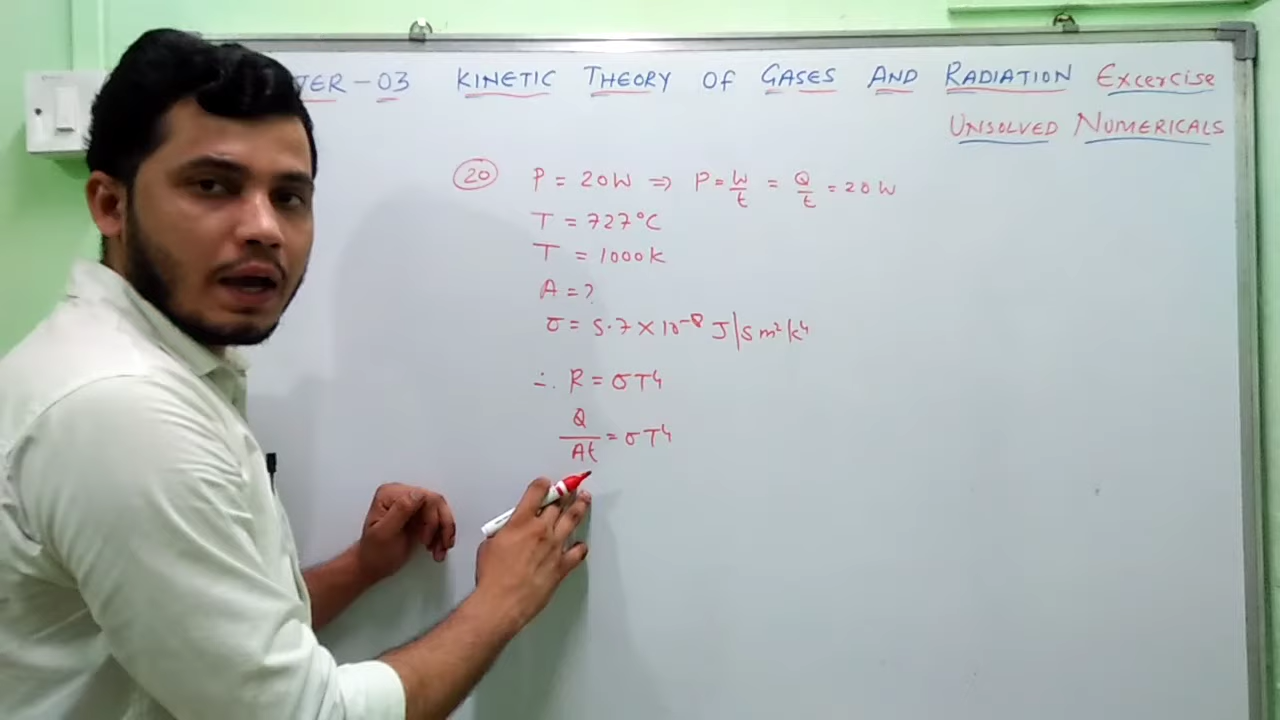 TER-03 KINETIC THEORY OF GASES AND RADIATION Excercise
UNSOLVED NUMERICALS
20 P = 20W ⇒ P = W/t = Q/t = 20W
T = 727°C
T = 1000K
A = ?
σ = 5.7 × 10⁻⁸ J/s m² K⁴
∴ R = σT⁴
Q/At = σT⁴